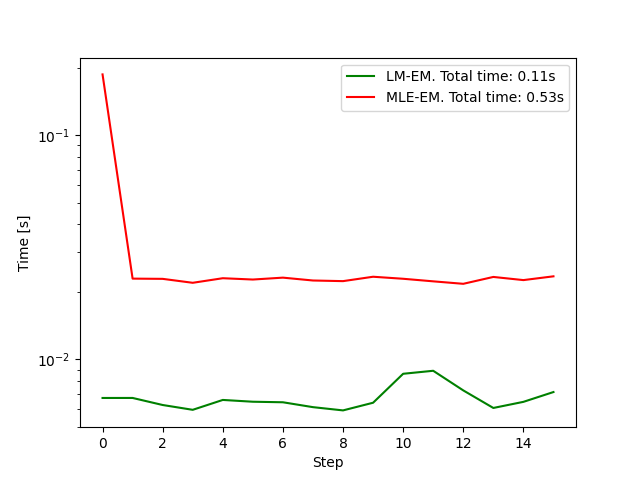 LM-EM. Total time: 0.11s
MLE-EM. Total time: 0.53s
Time [s]
10⁻¹
10⁻²
0 2 4 6 8 10 12 14
Step